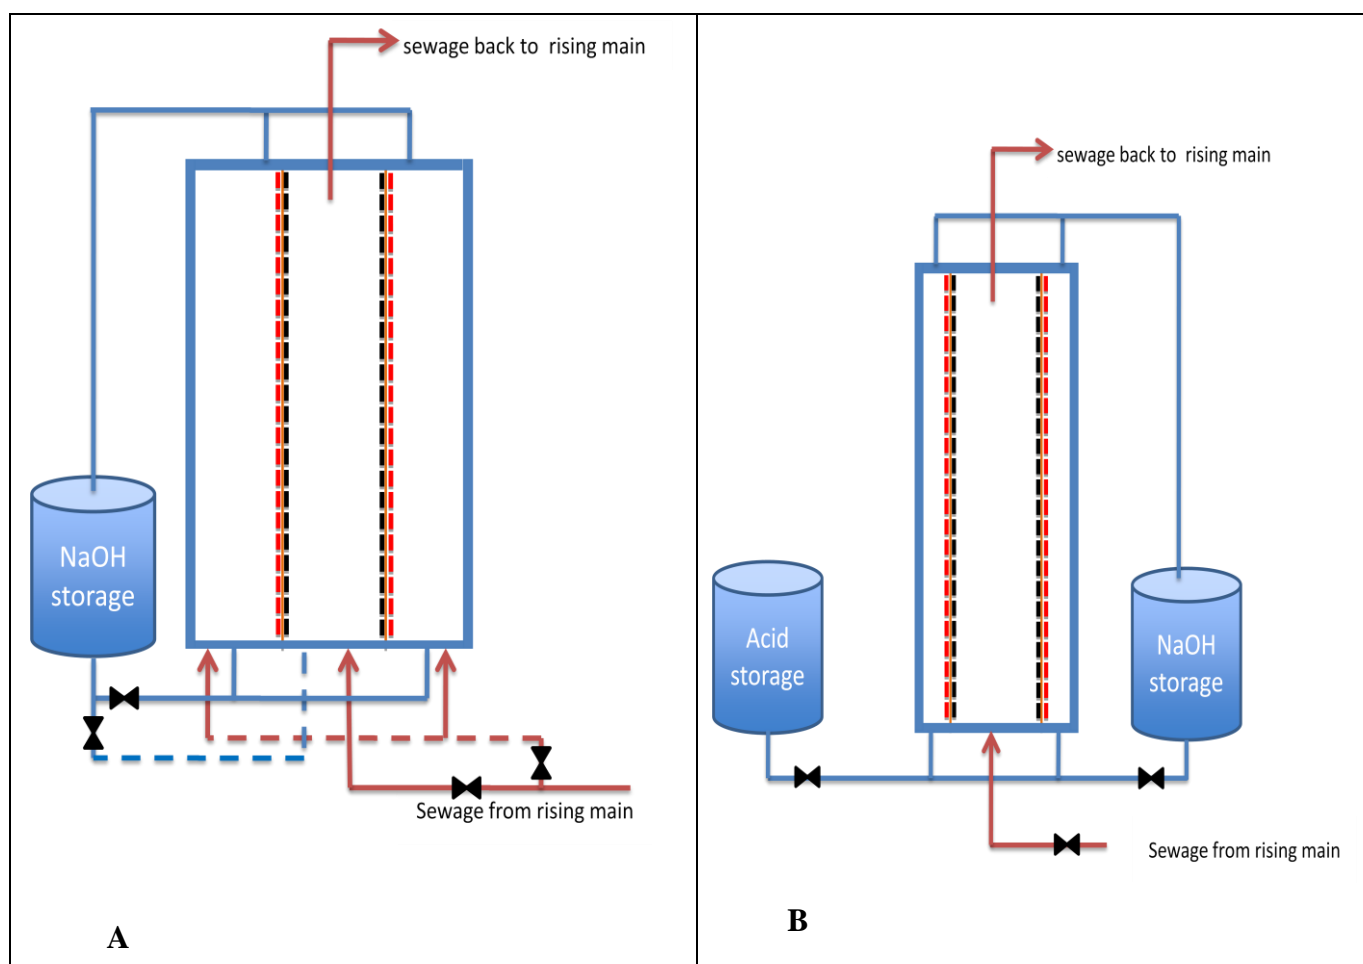 sewage back to rising main
NaOH
storage
Sewage from rising main
A
sewage back to rising main
Acid
storage
NaOH
storage
Sewage from rising main
B